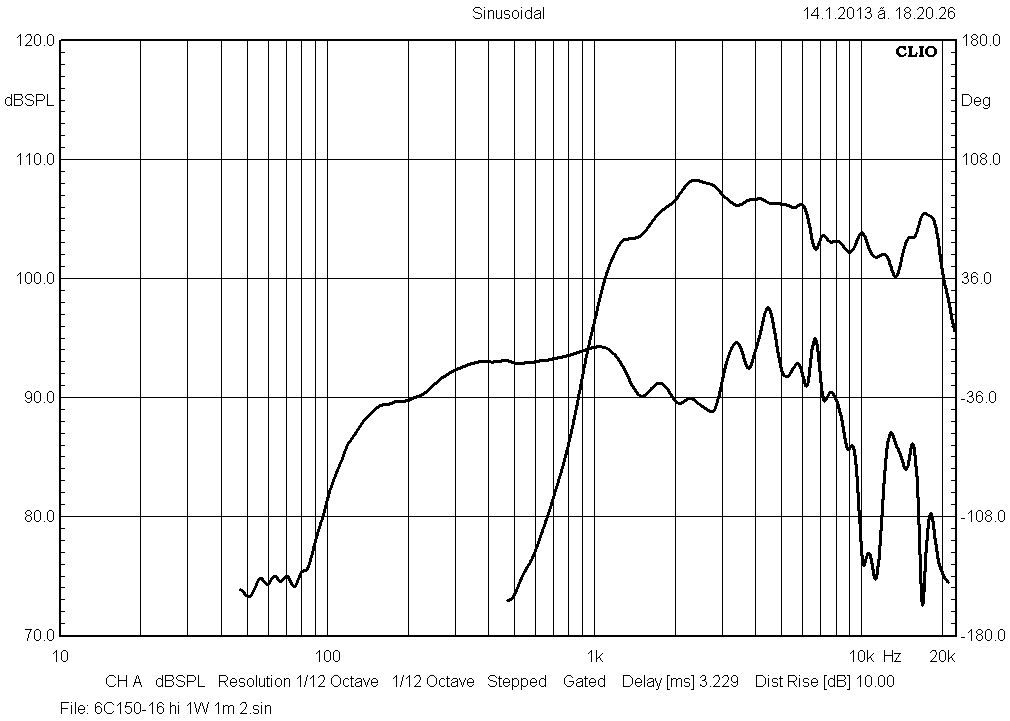 Sinusoidal 14.1.2013 á. 18.20.26
120.0 180.0
CLIO
dBSPL Deg
110.0 108.0
100.0 36.0
90.0 -36.0
80.0 -108.0
70.0 -180.0
10 100 1k 10k Hz 20k
CH A dBSPL Resolution 1/12 Octave 1/12 Octave Stepped Gated Delay [ms] 3.229 Dist Rise [dB] 10.00
File: 6C150-16 hi 1W 1m 2.sin